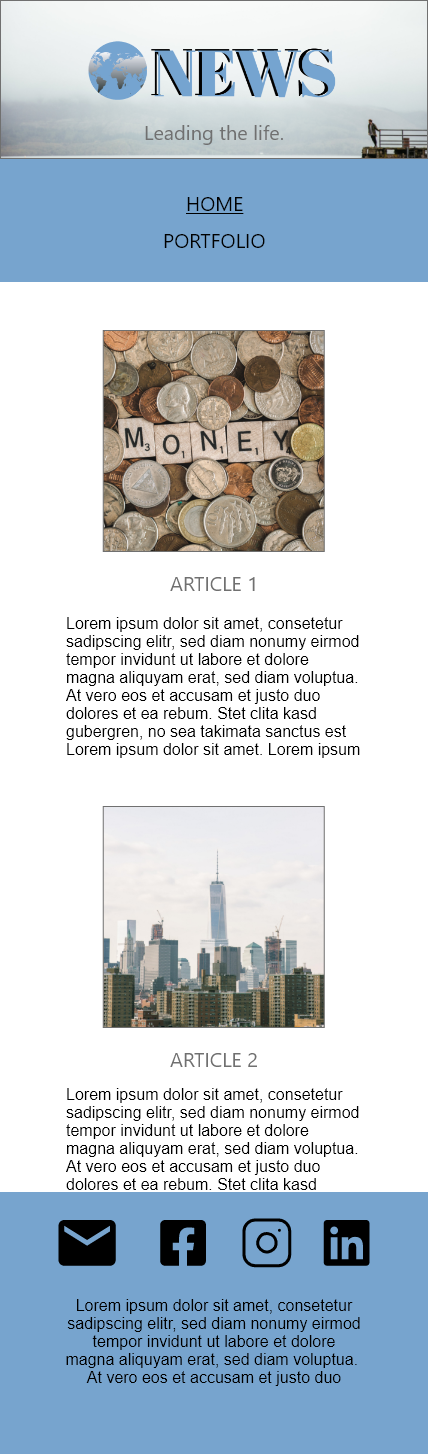 NEWS
Leading the life.
HOME
PORTFOLIO
M3 O1 N1 E1 Y4
ARTICLE 1
Lorem ipsum dolor sit amet, consetetur
sadipscing elitr, sed diam nonumy eirmod
tempor invidunt ut labore et dolore
magna aliquyam erat, sed diam voluptua.
At vero eos et accusam et justo duo
dolores et ea rebum. Stet clita kasd
gubergren, no sea takimata sanctus est
Lorem ipsum dolor sit amet. Lorem ipsum
ARTICLE 2
Lorem ipsum dolor sit amet, consetetur
sadipscing elitr, sed diam nonumy eirmod
tempor invidunt ut labore et dolore
magna aliquyam erat, sed diam voluptua.
At vero eos et accusam et justo duo
dolores et ea rebum. Stet clita kasd
in
Lorem ipsum dolor sit amet, consetetur
sadipscing elitr, sed diam nonumy eirmod
tempor invidunt ut labore et dolore
magna aliquyam erat, sed diam voluptua.
At vero eos et accusam et justo duo